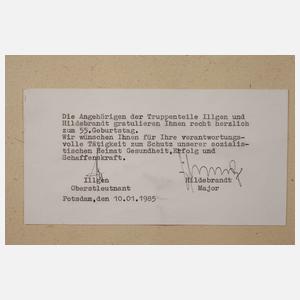 Die Angehörigen der Truppenteile Illgen und
Hildebrandt gratulieren Ihnen recht herzlich
zum 55.Geburtstag.
Wir wünschen Ihnen für Ihre verantwortungs-
volle Tätigkeit zum Schutz unserer sozialis-
tischen Heimat Gesundheit,Erfolg und
Schaffenskraft.
Illgen Hildebrandt
Oberstleutnant Major
Potsdam,den 10.01.1985